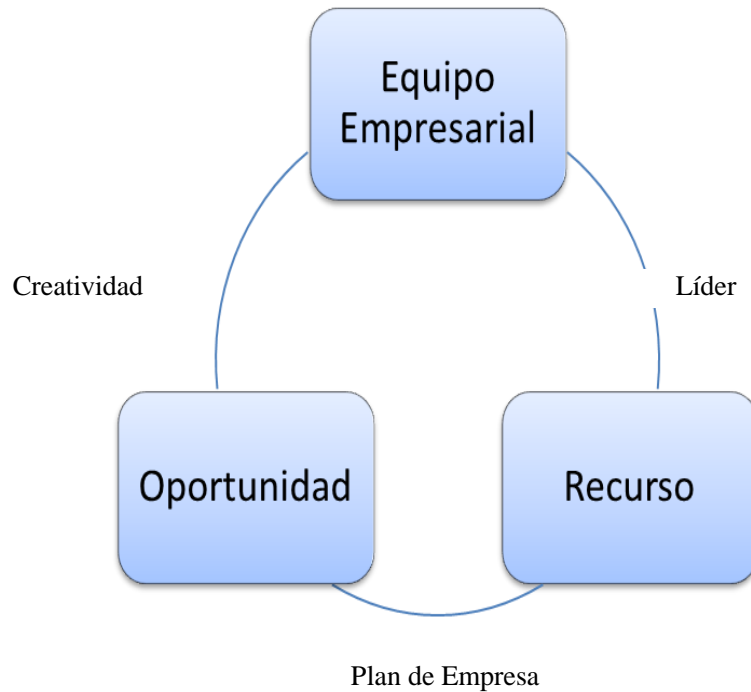 Equipo
Empresarial
Creatividad
Líder
Oportunidad
Recurso
Plan de Empresa